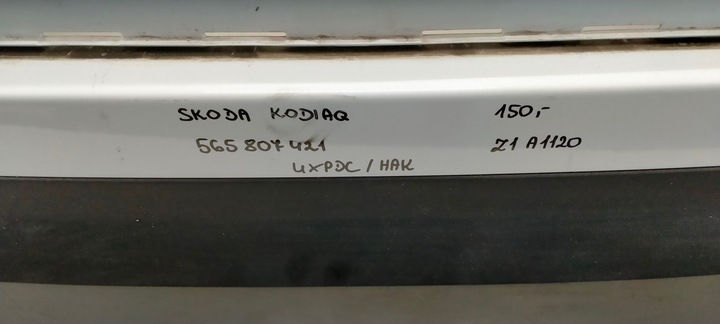 SKODA KODIAQ 150,-
565 807 421 Z1 A1120
4XPDC / HAK